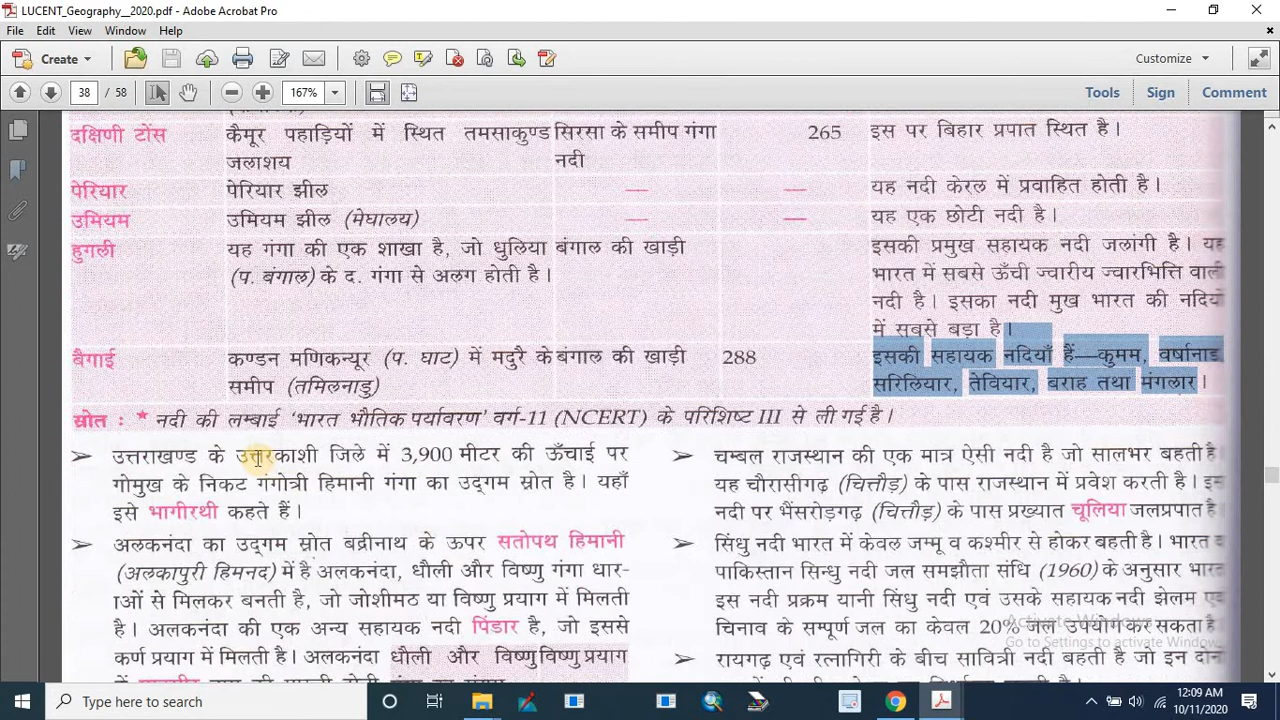 LUCENT_Geography__2020.pdf - Adobe Acrobat Pro
File Edit View Window Help
Create Customize
38 / 58 167% Tools Sign Comment
दक्षिणी टोंस कैमूर पहाड़ियों में स्थित तमसाकुण्ड सिरसा के समीप गंगा 265 इस पर बिहार प्रपात स्थित है।
जलाशय नदी
पेरियार पेरियार झील — — यह नदी केरल में प्रवाहित होती है।
उमियम उमियम झील (मेघालय) — — यह एक छोटी नदी है।
हुगली यह गंगा की एक शाखा है, जो धुलिया बंगाल की खाड़ी इसकी प्रमुख सहायक नदी जलांगी है। यह
(प. बंगाल) के द. गंगा से अलग होती है। भारत में सबसे ऊँची ज्वारीय ज्वारभित्ति वाली
नदी है। इसका नदी मुख भारत की नदियों
में सबसे बड़ा है।
बैगाई कण्डन मणिकन्यूर (प. घाट) में मदुरै के बंगाल की खाड़ी 288 इसकी सहायक नदियाँ हैं—कुमम, वर्षानाड
समीप (तमिलनाडु) सरिलियार, तेवियार, बराह तथा मंगलार।
स्रोत : ★ नदी की लम्बाई 'भारत भौतिक पर्यावरण' वर्ग-11 (NCERT) के परिशिष्ट III से ली गई है।
➢ उत्तराखण्ड के उत्तरकाशी जिले में 3,900 मीटर की ऊँचाई पर
गोमुख के निकट गंगोत्री हिमानी गंगा का उद्गम स्रोत है। यहाँ
इसे भागीरथी कहते हैं।
➢ अलकनंदा का उद्गम स्रोत बद्रीनाथ के ऊपर सतोपथ हिमानी
(अलकापुरी हिमनद) में है अलकनंदा, धौली और विष्णु गंगा धार-
ाओं से मिलकर बनती है, जो जोशीमठ या विष्णु प्रयाग में मिलती
है। अलकनंदा की एक अन्य सहायक नदी पिंडार है, जो इससे
कर्ण प्रयाग में मिलती है। अलकनंदा धौली और विष्णु विष्णु प्रयाग
➢ चम्बल राजस्थान की एक मात्र ऐसी नदी है जो सालभर बहती है
यह चौरासीगढ़ (चित्तौड़) के पास राजस्थान में प्रवेश करती है। इस
नदी पर भैंसरोड़गढ़ (चित्तौड़) के पास प्रख्यात चूलिया जलप्रपात है
➢ सिंधु नदी भारत में केवल जम्मू व कश्मीर से होकर बहती है। भारत
पाकिस्तान सिन्धु नदी जल समझौता संधि (1960) के अनुसार भारत
इस नदी प्रक्रम यानी सिंधु नदी एवं उसके सहायक नदी झेलम एवं
चिनाव के सम्पूर्ण जल का केवल 20% जल उपयोग कर सकता है
➢ रायगढ़ एवं रत्नागिरी के बीच सावित्री नदी बहती है जो इन दोनों
Activate Windows
Go to Settings to activate Windows.
Type here to search
12:09 AM
10/11/2020